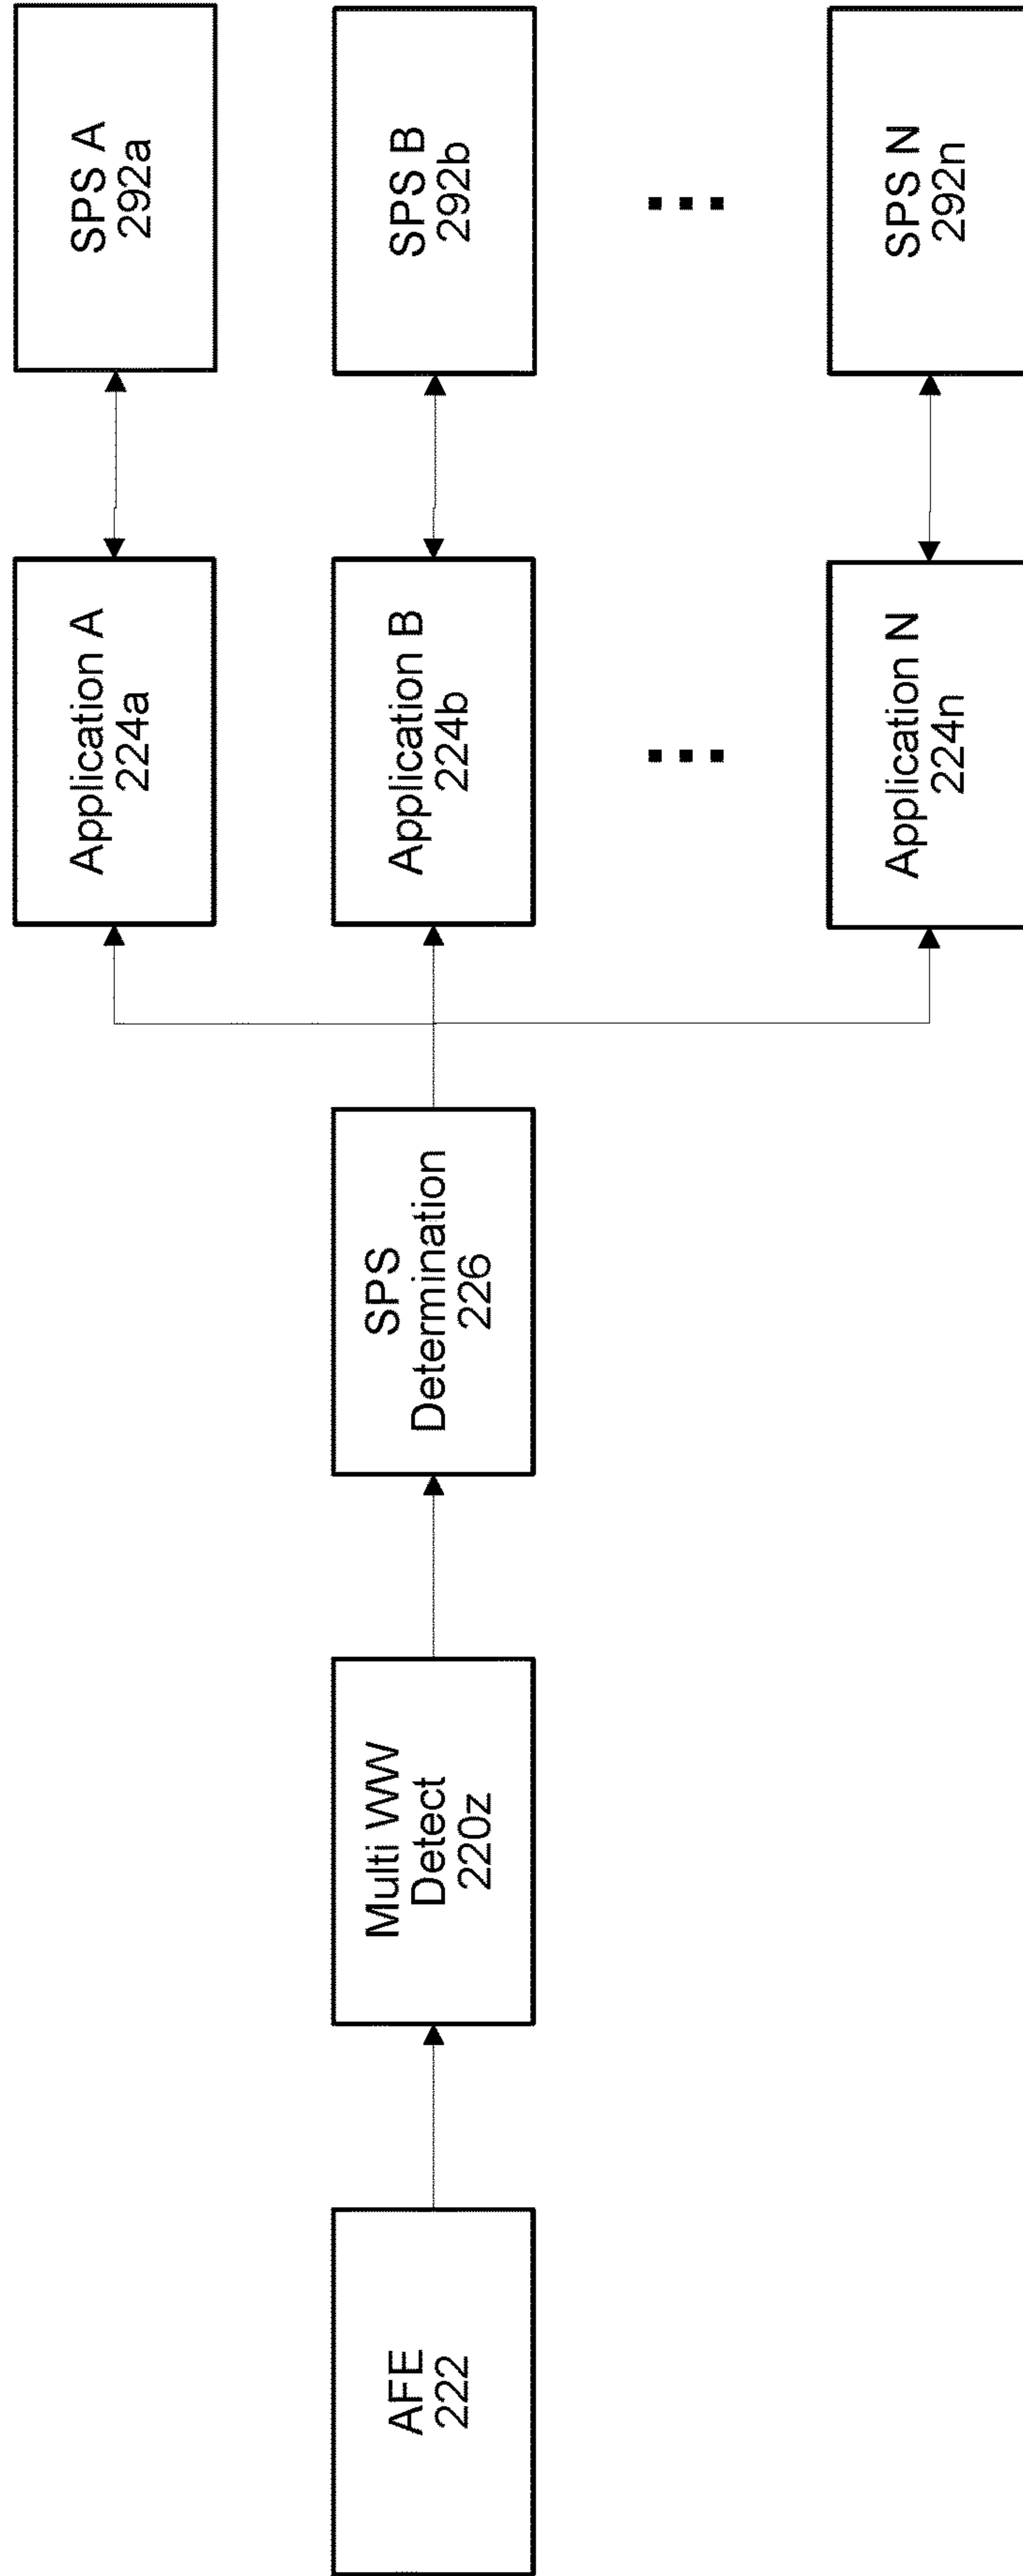 AFE
222
Multi WW
Detect
220z
SPS
Determination
226
Application A
224a
SPS A
292a
Application B
224b
SPS B
292b
Application N
224n
SPS N
292n